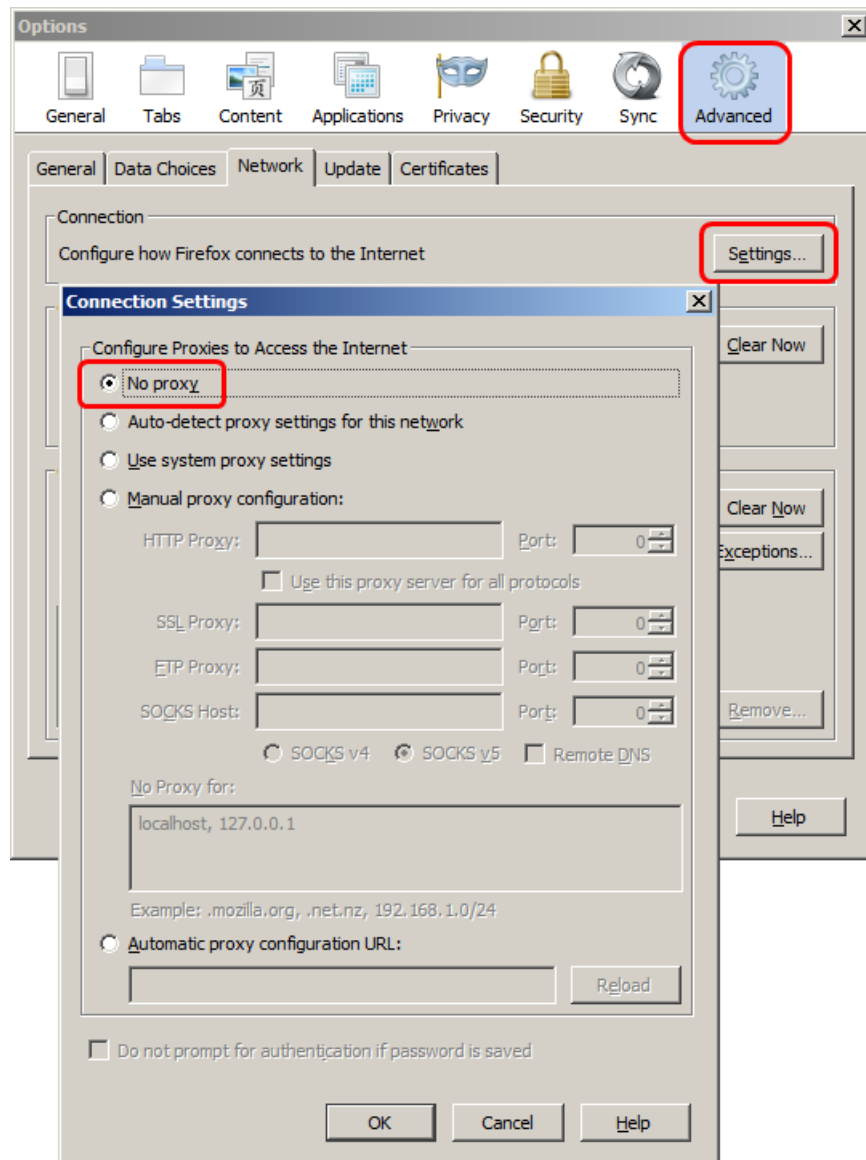 Options
General Tabs Content Applications Privacy Security Sync Advanced
页
General Data Choices Network Update Certificates
Connection
Configure how Firefox connects to the Internet Settings...
Connection Settings
Configure Proxies to Access the Internet
Clear Now
No proxy
Auto-detect proxy settings for this network
Use system proxy settings
Manual proxy configuration:
Clear Now
HTTP Proxy: Port: 0
Exceptions...
Use this proxy server for all protocols
SSL Proxy: Port: 0
FTP Proxy: Port: 0
SOCKS Host: Port: 0
Remove...
SOCKS v4 SOCKS v5 Remote DNS
No Proxy for:
localhost, 127.0.0.1
Help
Example: .mozilla.org, .net.nz, 192.168.1.0/24
Automatic proxy configuration URL:
Reload
Do not prompt for authentication if password is saved
OK Cancel Help